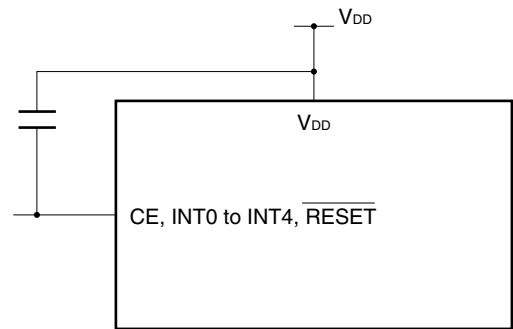 VDD
VDD
CE, INT0 to INT4, RESET